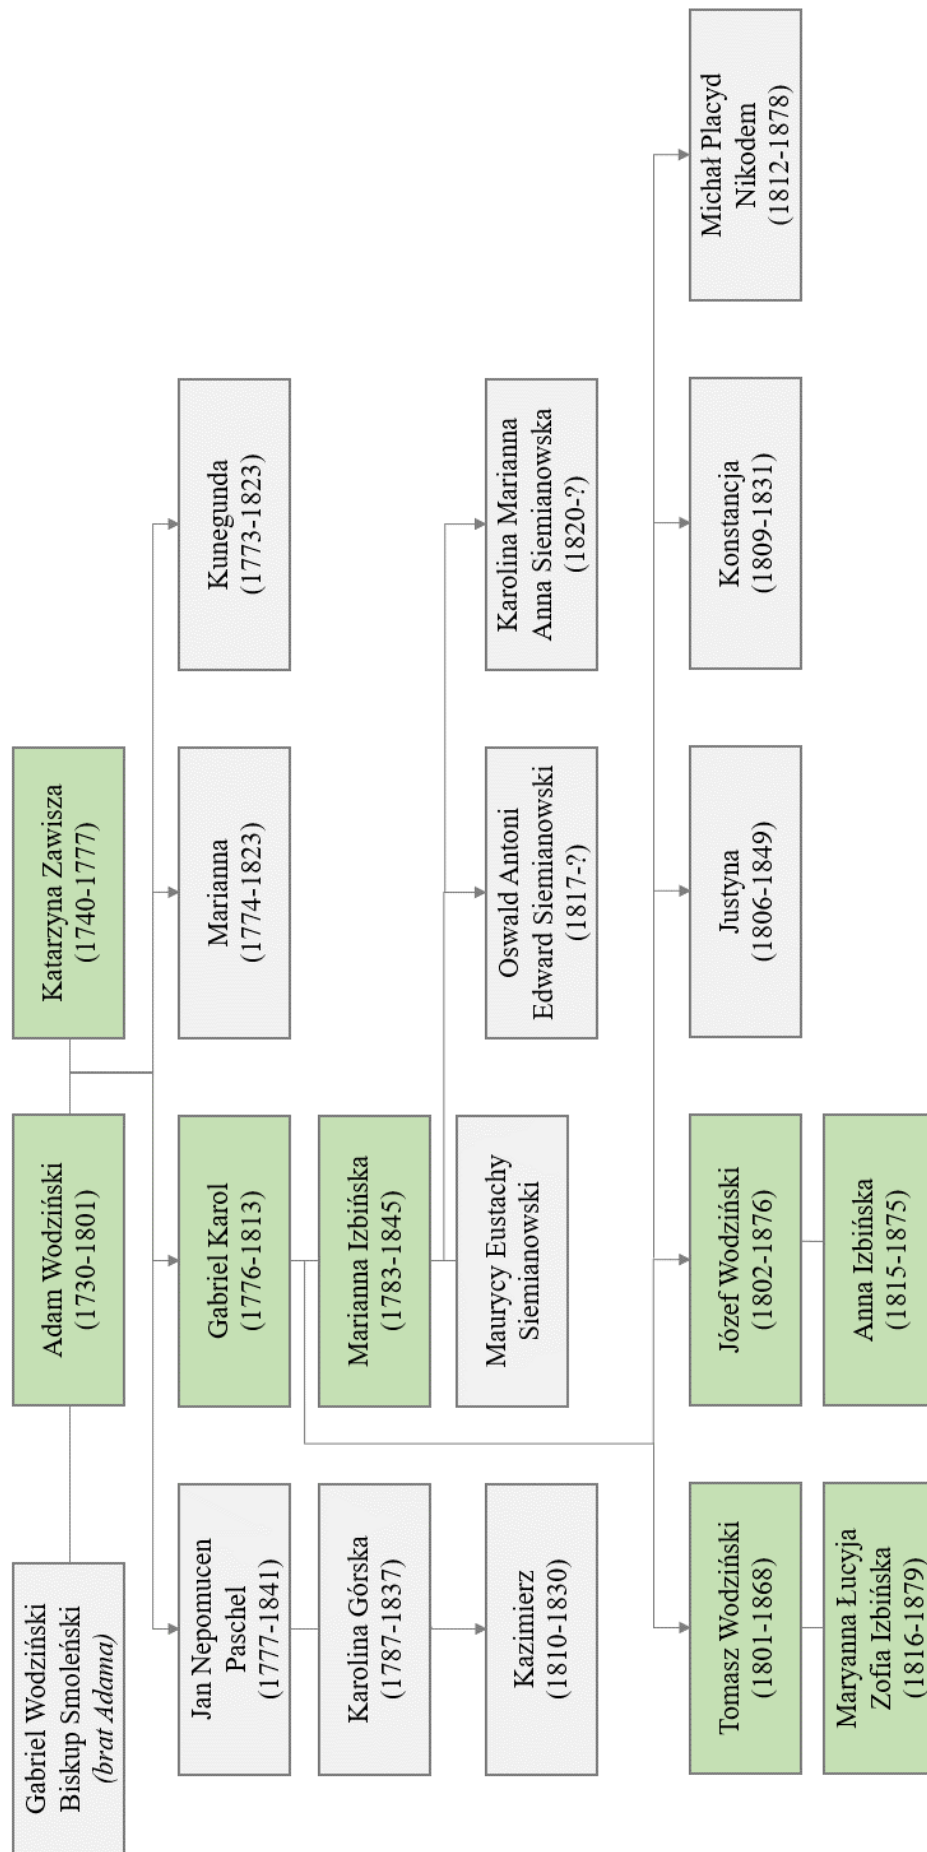 Gabriel Wodziński
Biskup Smoleński
(brat Adama)
Adam Wodziński
(1730-1801)
Katarzyna Zawisza
(1740-1777)
Jan Nepomucen
Paschel
(1777-1841)
Gabriel Karol
(1776-1813)
Marianna
(1774-1823)
Kunegunda
(1773-1823)
Karolina Górska
(1787-1837)
Marianna Izbińska
(1783-1845)
Kazimierz
(1810-1830)
Maurycy Eustachy
Siemianowski
Oswald Antoni
Edward Siemianowski
(1817-?)
Karolina Marianna
Anna Siemianowska
(1820-?)
Tomasz Wodziński
(1801-1868)
Józef Wodziński
(1802-1876)
Justyna
(1806-1849)
Konstancja
(1809-1831)
Michał Placyd
Nikodem
(1812-1878)
Maryanna Łucyja
Zofia Izbińska
(1816-1879)
Anna Izbińska
(1815-1875)